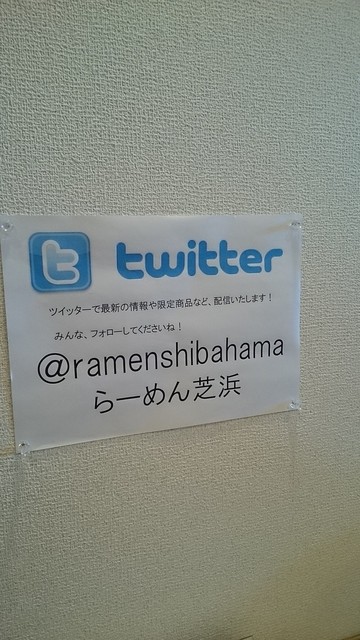 t twitter
ツイッターで最新の情報や限定商品など、配信いたします！
みんな、フォローしてくださいね！
@ramenshibahama
らーめん芝浜